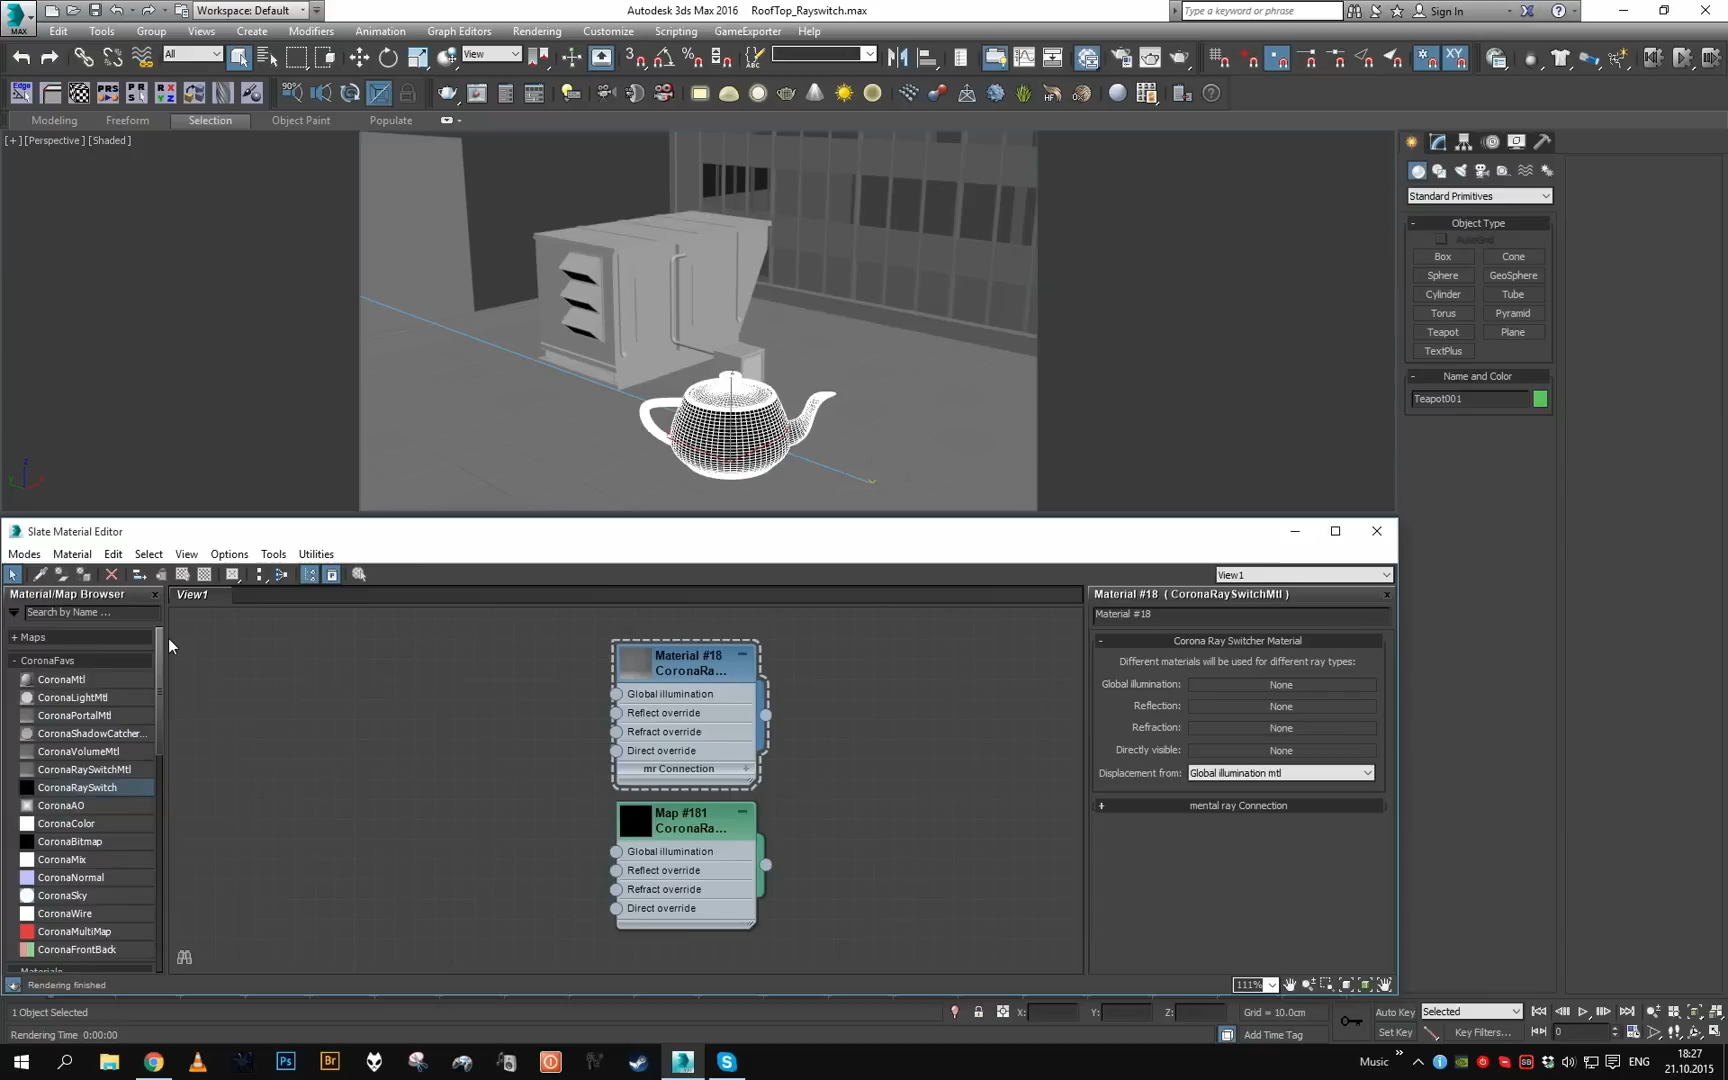 Workspace: Default
Autodesk 3ds Max 2016 RoofTop_Rayswitch.max
Type a keyword or phrase
Sign In
MAX
Edit Tools Group Views Create Modifiers Animation Graph Editors Rendering Customize Scripting GameExporter Help
All
View
Modeling Freeform Selection Object Paint Populate
[+] [Perspective] [Shaded]
Standard Primitives
- Object Type
AutoGrid
Box Cone
Sphere GeoSphere
Cylinder Tube
Torus Pyramid
Teapot Plane
TextPlus
- Name and Color
Teapot001
Slate Material Editor
Modes Material Edit Select View Options Tools Utilities
View1
Material/Map Browser
Search by Name ...
+ Maps
- CoronaFavs
CoronaMtl
CoronaLightMtl
CoronaPortalMtl
CoronaShadowCatcher...
CoronaVolumeMtl
CoronaRaySwitchMtl
CoronaRaySwitch
CoronaAO
CoronaColor
CoronaBitmap
CoronaMix
CoronaNormal
CoronaSky
CoronaWire
CoronaMultiMap
CoronaFrontBack
Materials
View1
Material #18
CoronaRa...
Global illumination
Reflect override
Refract override
Direct override
mr Connection +
Map #181
CoronaRa...
Global illumination
Reflect override
Refract override
Direct override
Material #18 ( CoronaRaySwitchMtl )
Material #18
- Corona Ray Switcher Material
Different materials will be used for different ray types:
Global illumination: None
Reflection: None
Refraction: None
Directly visible: None
Displacement from: Global illumination mtl
+ mental ray Connection
Rendering finished
111%
1 Object Selected
X: Y: Z: Grid = 10.0cm
Auto Key Selected
Rendering Time 0:00:00
Add Time Tag
Set Key Key Filters...
0
Ps Br
Music
ENG
18:27
21.10.2015